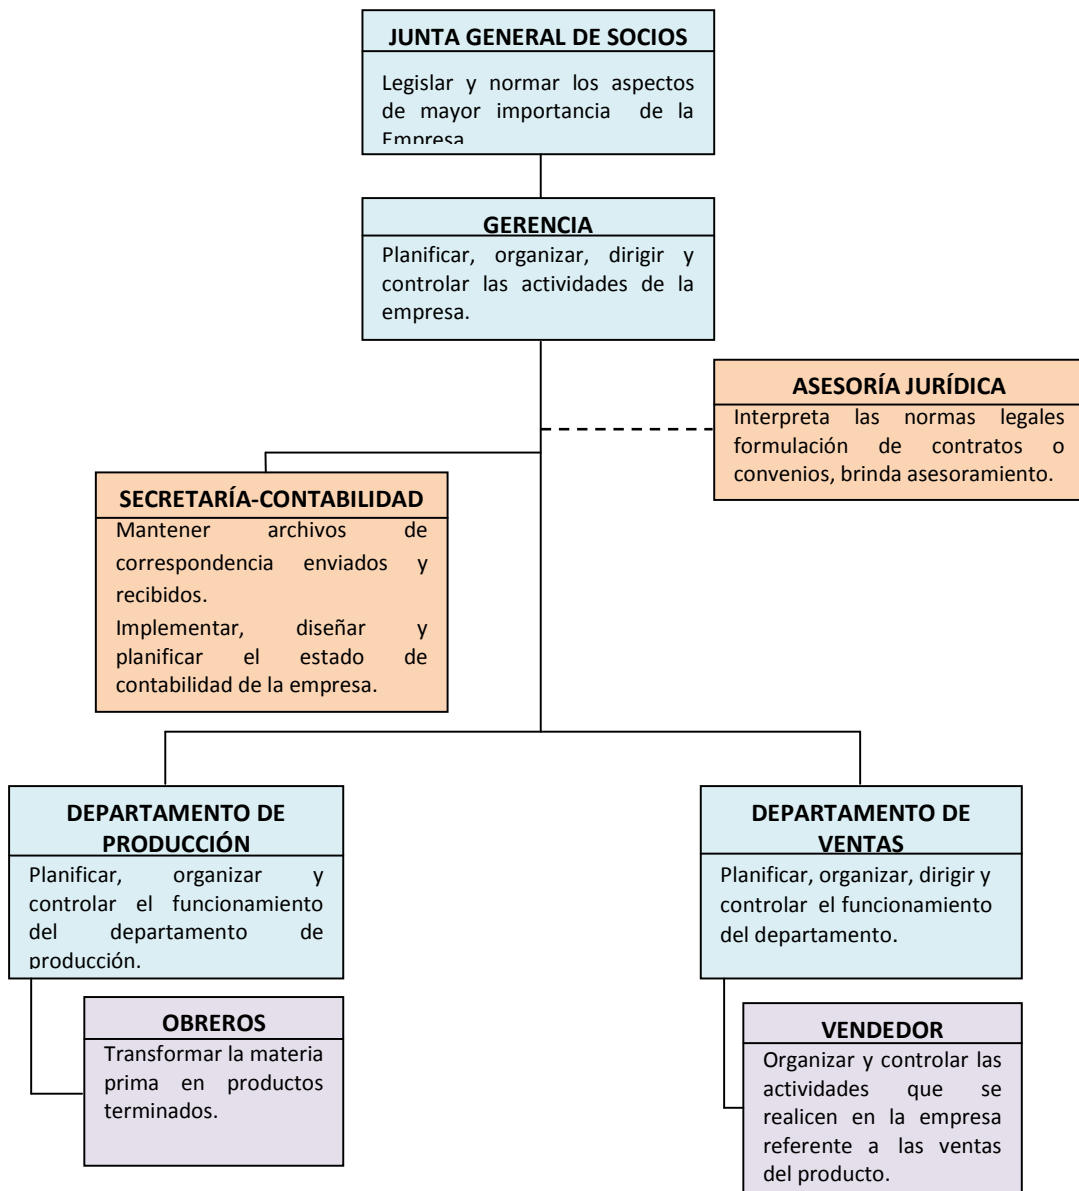 JUNTA GENERAL DE SOCIOS
Legislar y normar los aspectos
de mayor importancia de la
Empresa
GERENCIA
Planificar, organizar, dirigir y
controlar las actividades de la
empresa.
ASESORÍA JURÍDICA
Interpreta las normas legales
formulación de contratos o
convenios, brinda asesoramiento.
SECRETARÍA-CONTABILIDAD
Mantener archivos de
correspondencia enviados y
recibidos.
Implementar, diseñar y
planificar el estado de
contabilidad de la empresa.
DEPARTAMENTO DE
PRODUCCIÓN
Planificar, organizar y
controlar el funcionamiento
del departamento de
producción.
DEPARTAMENTO DE
VENTAS
Planificar, organizar, dirigir y
controlar el funcionamiento
del departamento.
OBREROS
Transformar la materia
prima en productos
terminados.
VENDEDOR
Organizar y controlar las
actividades que se
realicen en la empresa
referente a las ventas
del producto.